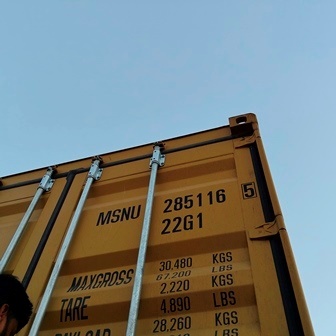 MSNU 285116 5
22G1
MAXGROSS 30,480 KGS
67,200 LBS
TARE 2,220 KGS
4,890 LBS
PAYLOAD 28,260 KGS